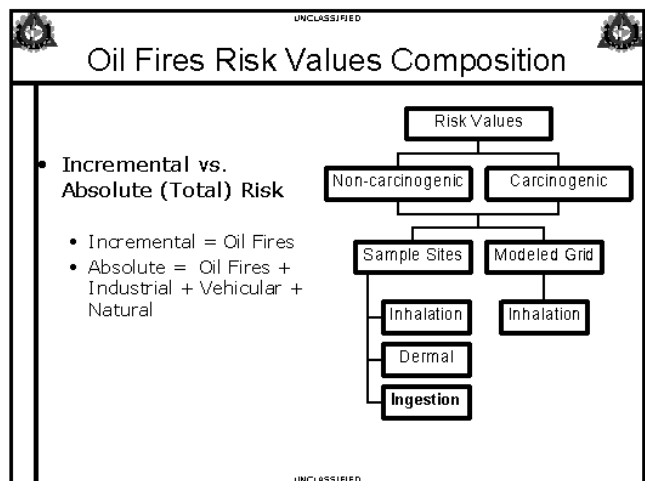 UNCLASSIFIED
Oil Fires Risk Values Composition
• Incremental vs.
Absolute (Total) Risk
• Incremental = Oil Fires
• Absolute = Oil Fires +
Industrial + Vehicular +
Natural
Risk Values
Non-carcinogenic
Carcinogenic
Sample Sites
Modeled Grid
Inhalation
Inhalation
Dermal
Ingestion
UNCLASSIFIED